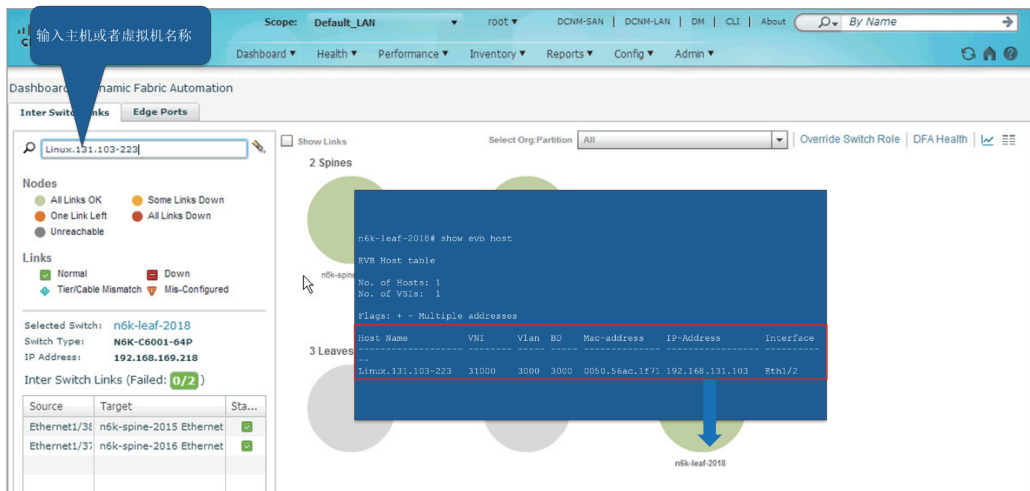 输入主机或者虚拟机名称
Scope: Default_LAN root DCNM-SAN | DCNM-LAN | DM | CLI | About By Name
Dashboard Health Performance Inventory Reports Config Admin
namic Fabric Automation
Edge Ports
Linux.131.103-223
Show Links Select Org:Partition All Override Switch Role | DFA Health
2 Spines
Nodes
All Links OK Some Links Down
One Link Left All Links Down
Unreachable
Links
Normal Down
Tier/Cable Mismatch Mis-Configured
Selected Switch: n6k-leaf-2018
Switch Type: N6K-C6001-64P
IP Address: 192.168.169.218
Inter Switch Links (Failed: 0/2 )
Source Target Sta...
Ethernet1/38 n6k-spine-2015 Ethernet
Ethernet1/37 n6k-spine-2016 Ethernet
n6k-spine
3 Leaves
n6k-leaf-2018# show evb host
EVB Host table
No. of Hosts: 1
No. of VSIs: 1
Flags: + - Multiple addresses
Host Name VNI Vlan BD Mac-address IP-Address Interface
Linux.131.103-223 31000 3000 3000 0050.56ac.1f71 192.168.131.103 Eth1/2
n6k-leaf-2018